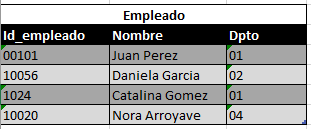 Empleado
Id_empleado Nombre Dpto
00101 Juan Perez 01
10056 Daniela Garcia 02
1024 Catalina Gomez 01
10020 Nora Arroyave 04